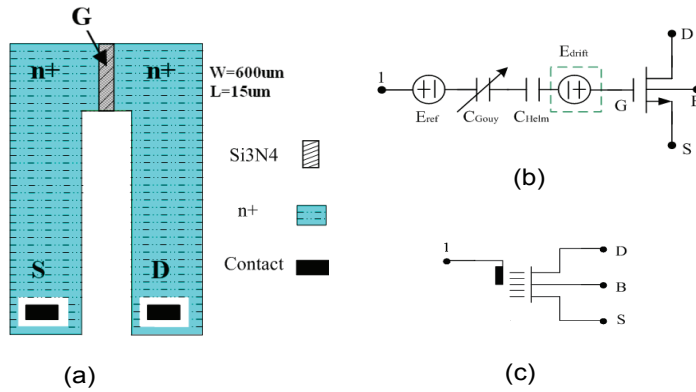 G
n+ n+
W=600um
L=15um
Si3N4
n+
Contact
S D
(a)
(b)
1
Eref
CGouy
CHelm
Edrift
G
D
S
1
D
B
S
(c)